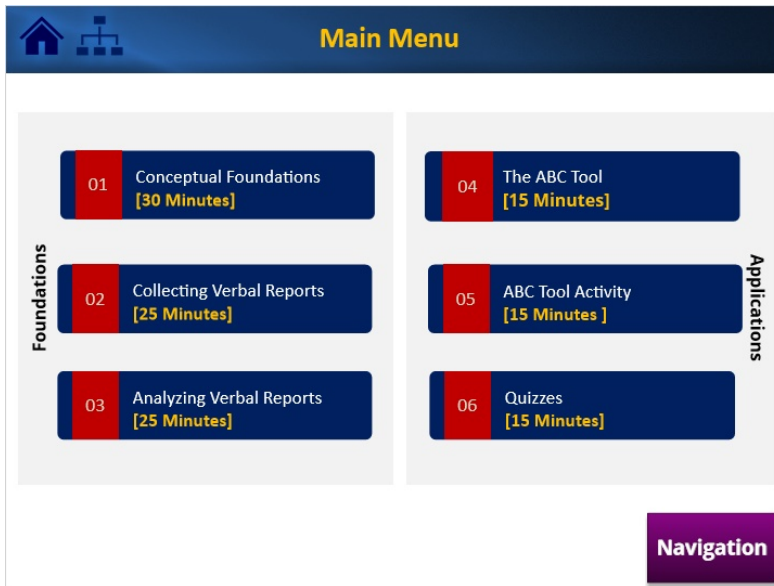 Main Menu
Foundations
01
Conceptual Foundations
[30 Minutes]
02
Collecting Verbal Reports
[25 Minutes]
03
Analyzing Verbal Reports
[25 Minutes]
04
The ABC Tool
[15 Minutes]
05
ABC Tool Activity
[15 Minutes ]
06
Quizzes
[15 Minutes]
Applications
Navigation